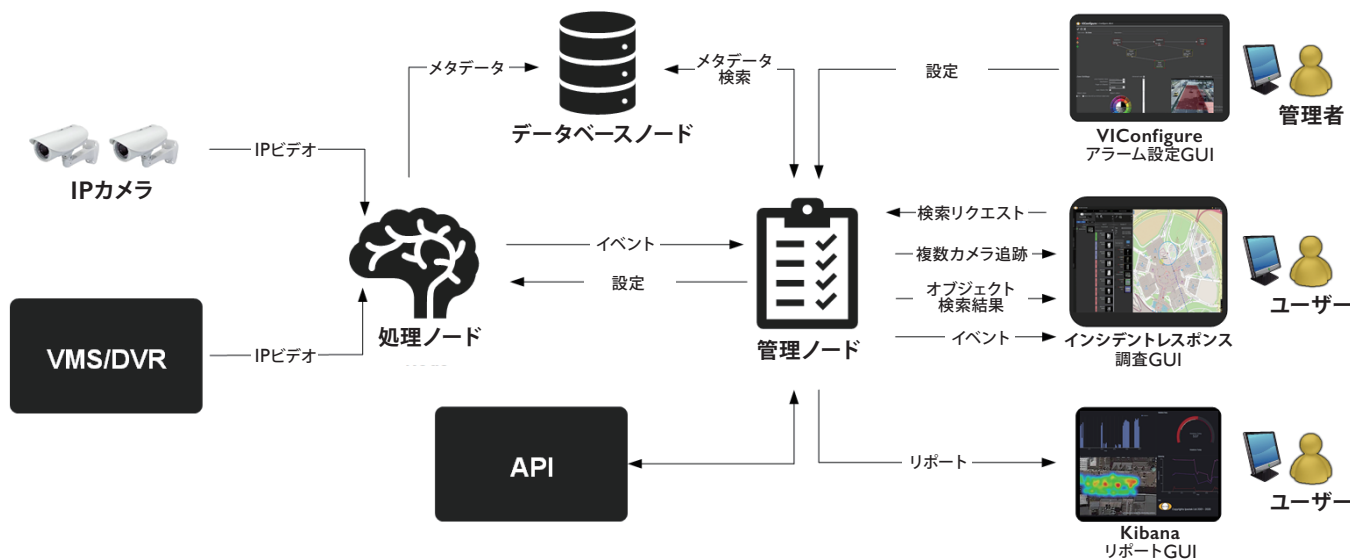 メタデータ
メタデータ
検索
設定
データベースノード
管理者
VIConfigure
アラーム設定GUI
IPビデオ
IPカメラ
検索リクエスト
イベント
複数カメラ追跡
設定
オブジェクト
検索結果
ユーザー
処理ノード
イベント
管理ノード
インシデントレスポンス
調査GUI
VMS/DVR
IPビデオ
API
リポート
ユーザー
Kibana
リポートGUI